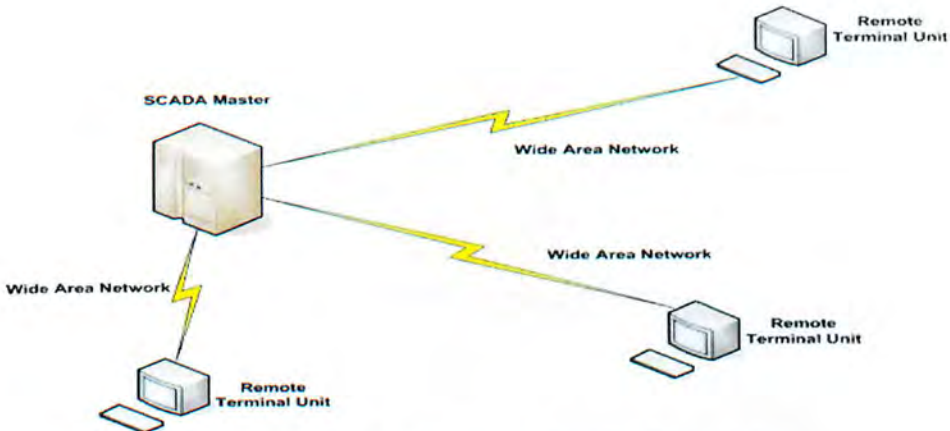 Remote
Terminal Unit
SCADA Master
Wide Area Network
Wide Area Network
Wide Area Network
Remote
Terminal Unit
Remote
Terminal Unit